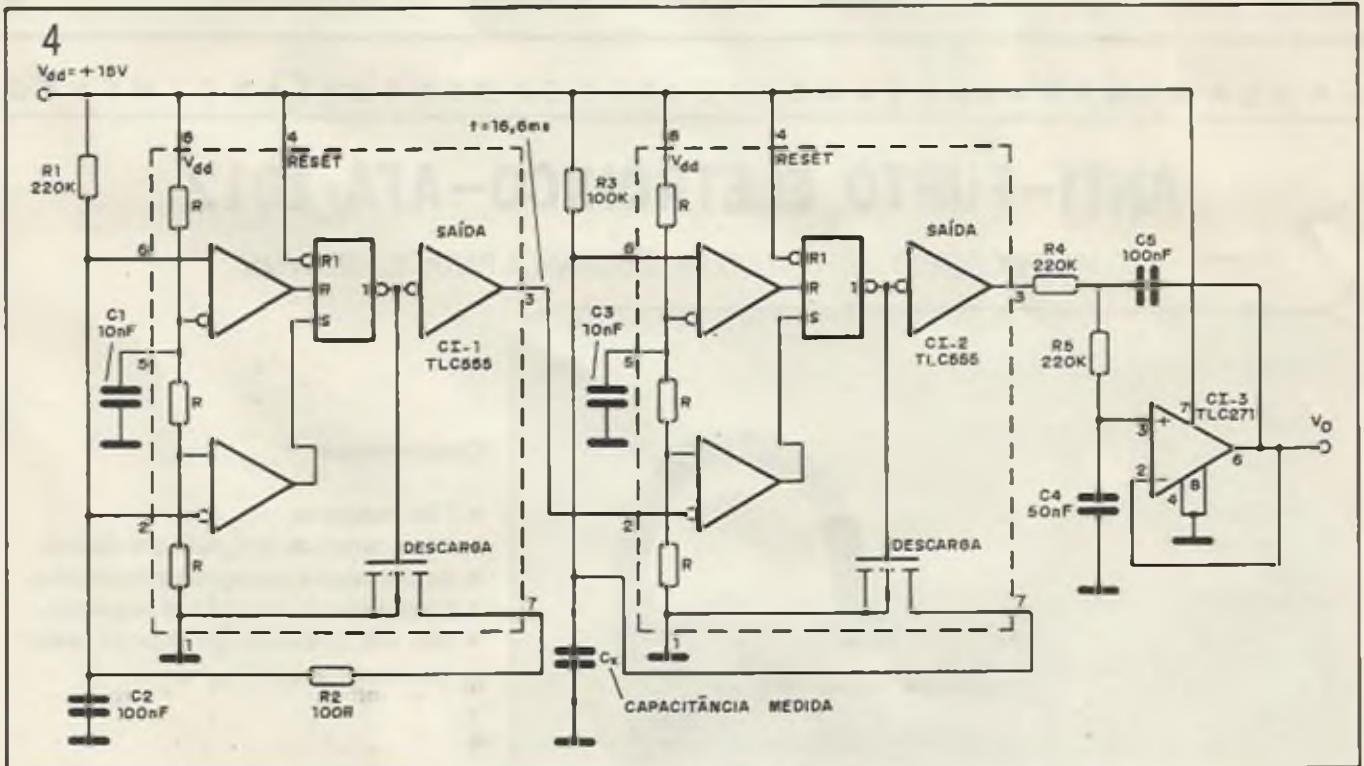 4
Vdd=+15V
R1
220K
6
Vdd
4
RESET
R
6
SAÍDA
IR1
R
S
1
3
CI-1
TLC555
C1
10nF
5
R
2
R
DESCARGA
7
1
R2
100R
C2
100nF
t=16,6ms
R3
100K
6
Vdd
4
RESET
R
6
SAÍDA
IR1
R
S
1
3
CI-2
TLC555
C3
10nF
5
R
2
R
DESCARGA
7
1
Cx
CAPACITÂNCIA MEDIDA
R4
220K
C5
100nF
R5
220K
CI-3
TLC271
3
+
7
2
-
4
8
6
VO
C4
50nF